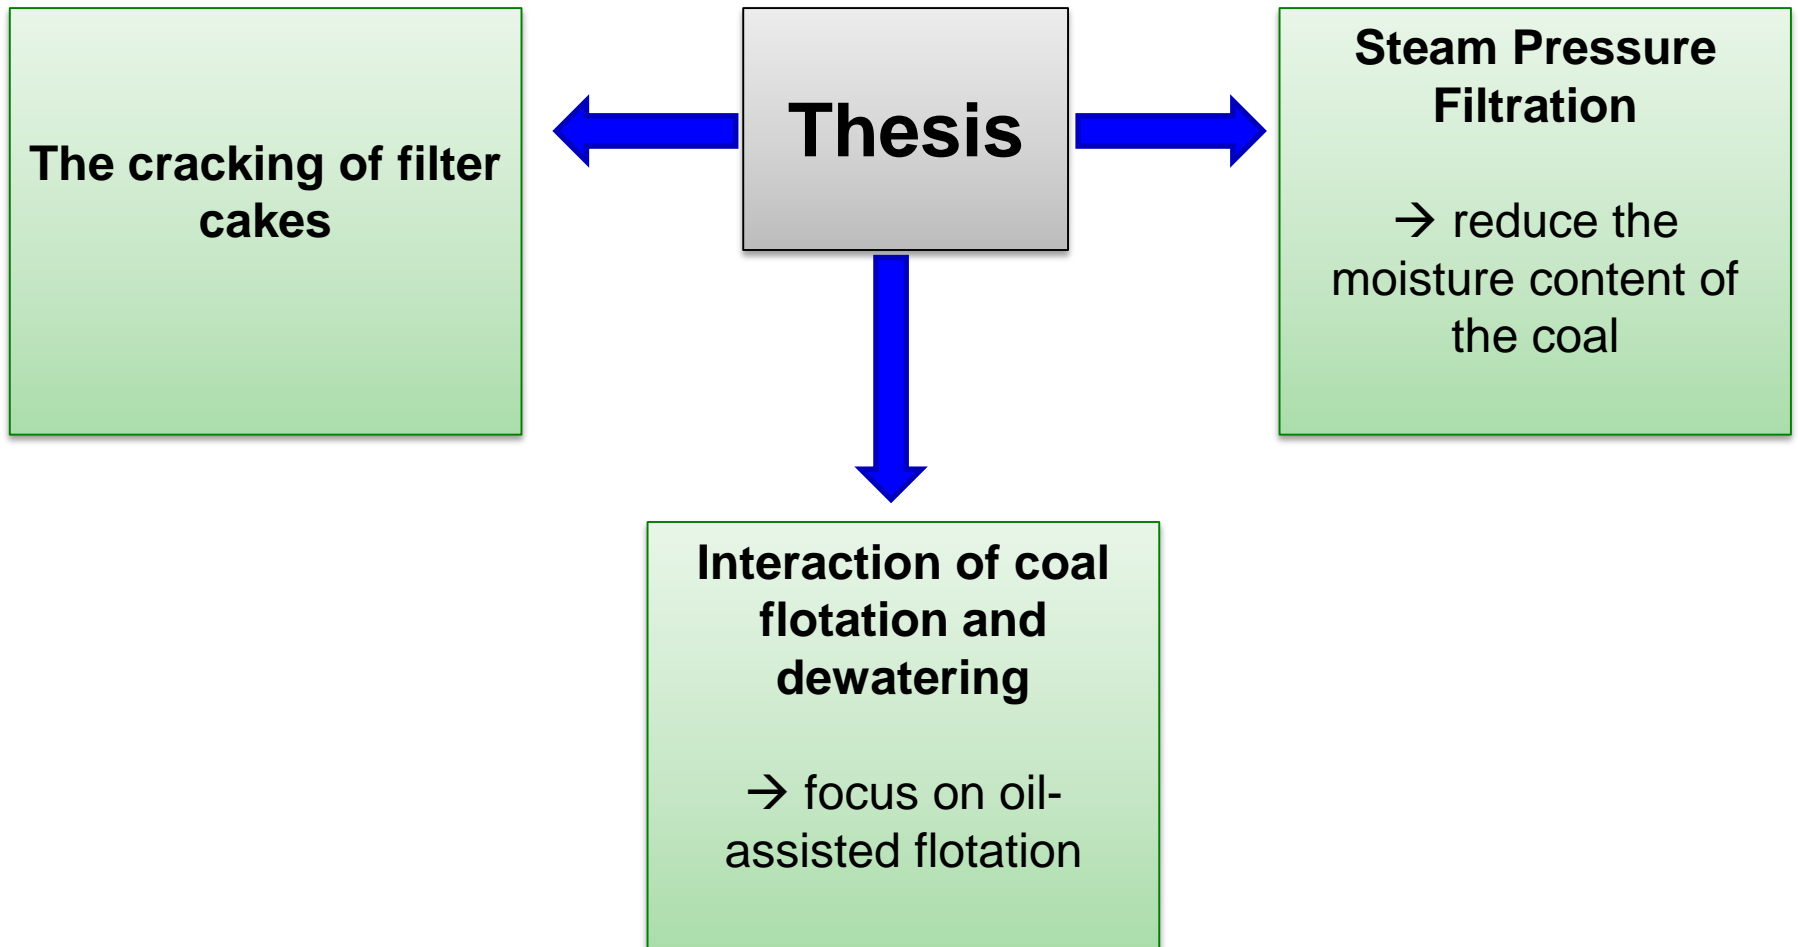 Thesis
The cracking of filter
cakes
Steam Pressure
Filtration
→ reduce the
moisture content of
the coal
Interaction of coal
flotation and
dewatering
→ focus on oil-
assisted flotation